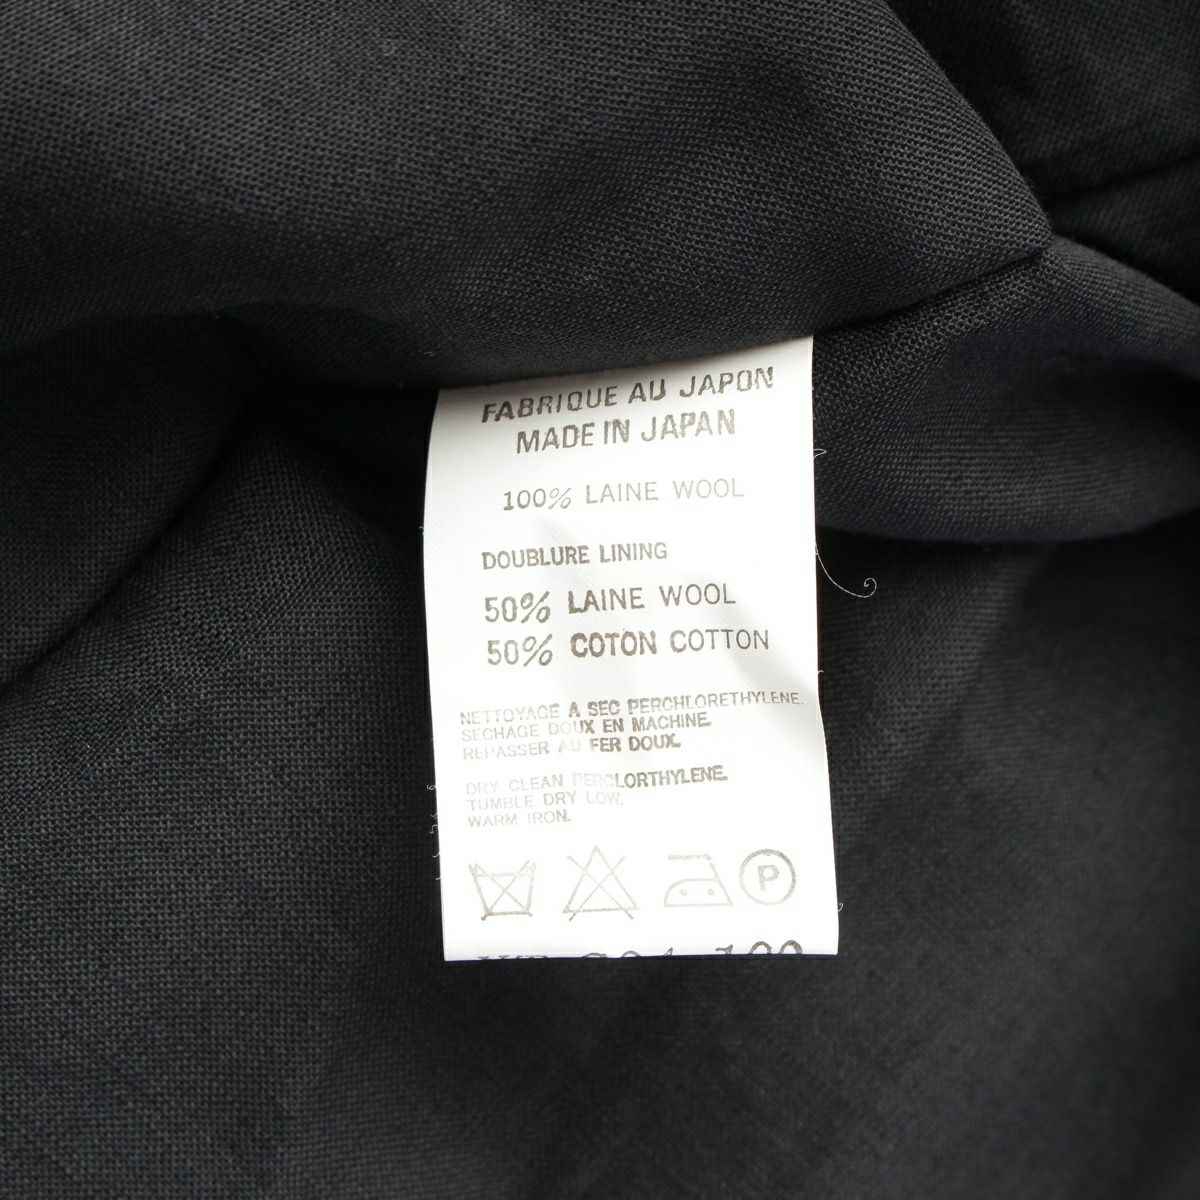 FABRIQUE AU JAPON
MADE IN JAPAN
100% LAINE WOOL
DOUBLURE LINING
50% LAINE WOOL
50% COTON COTTON
NETTOYAGE A SEC PERCHLORETHYLENE.
SECHAGE DOUX EN MACHINE.
REPASSER AU FER DOUX.
DRY CLEAN PERCLORTHYLENE.
TUMBLE DRY LOW.
WARM IRON.
P